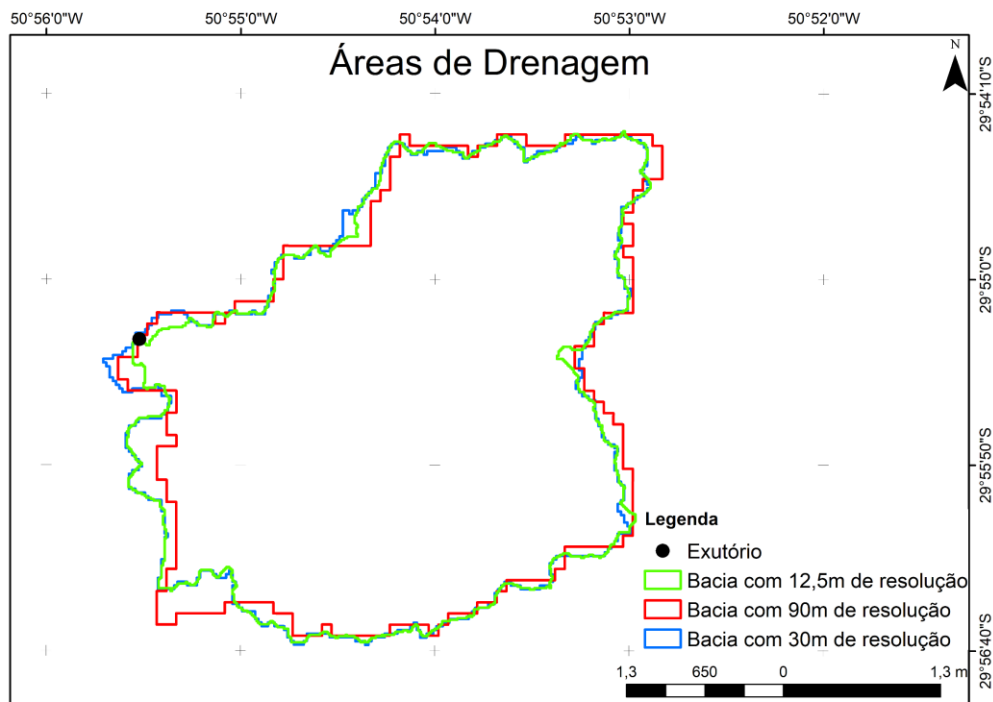 50°56'0"W 50°55'0"W 50°54'0"W 50°53'0"W 50°52'0"W
Áreas de Drenagem
N
29°54'10"S
29°55'0"S
29°55'50"S
29°56'40"S
Legenda
Exutório
Bacia com 12,5m de resolução
Bacia com 90m de resolução
Bacia com 30m de resolução
1,3 650 0 1,3 m